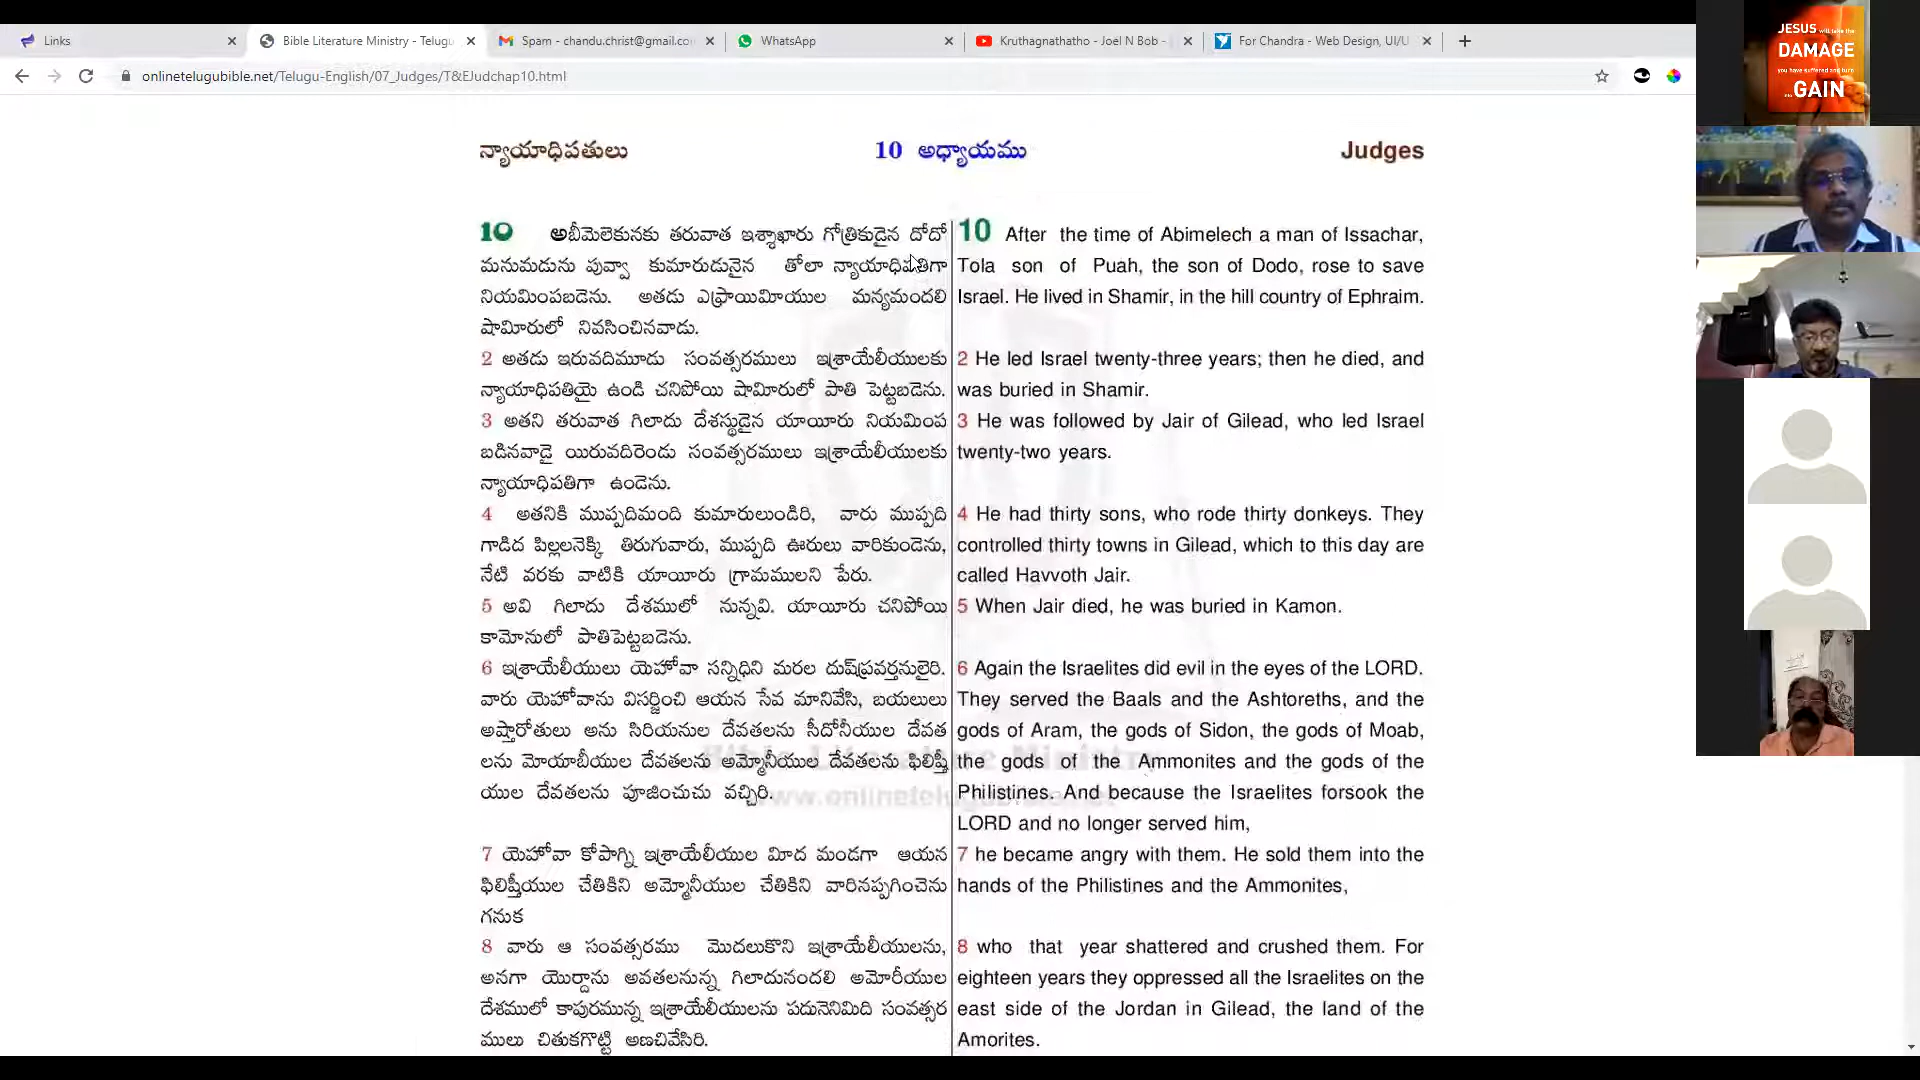 Links
Bible Literature Ministry - Telugu
Spam - chandu.christ@gmail.co
WhatsApp
Kruthagnathatho - Joel N Bob -
For Chandra - Web Design, UI/U
onlinetelugubible.net/Telugu-English/07_Judges/T&EJudchap10.html
JESUS will take the
DAMAGE
you have suffered and turn
into GAIN
న్యాయాధిపతులు 10 అధ్యాయము Judges
10 అబీమెలెకునకు తరువాత ఇశ్శాఖారు గోత్రికుడైన దోదో
మనుమడును పువ్వా కుమారుడునైన తోలా న్యాయాధిపతిగా
నియమింపబడెను. అతడు ఎఫ్రాయిమీయుల మన్యమందలి
షామీరులో నివసించినవాడు.
2 అతడు ఇరువదిమూడు సంవత్సరములు ఇశ్రాయేలీయులకు
న్యాయాధిపతియై ఉండి చనిపోయి షామీరులో పాతి పెట్టబడెను.
3 అతని తరువాత గిలాదు దేశస్థుడైన యాయీరు నియమింప
బడినవాడై యిరువదిరెండు సంవత్సరములు ఇశ్రాయేలీయులకు
న్యాయాధిపతిగా ఉండెను.
4 అతనికి ముప్పదిమంది కుమారులుండిరి, వారు ముప్పది
గాడిద పిల్లలనెక్కి తిరుగువారు, ముప్పది ఊరులు వారికుండెను,
నేటి వరకు వాటికి యాయీరు గ్రామములని పేరు.
5 అవి గిలాదు దేశములో నున్నవి. యాయీరు చనిపోయి
కామోనులో పాతిపెట్టబడెను.
6 ఇశ్రాయేలీయులు యెహోవా సన్నిధిని మరల దుష్‌ప్రవర్తనులైరి.
వారు యెహోవాను విసర్జించి ఆయన సేవ మానివేసి, బయలులు
అష్తారోతులు అను సిరియనుల దేవతలను సీదోనీయుల దేవత
లను మోయాబీయుల దేవతలను అమ్మోనీయుల దేవతలను ఫిలిష్తీ
యుల దేవతలను పూజించుచు వచ్చిరి.
7 యెహోవా కోపాగ్ని ఇశ్రాయేలీయుల మీద మండగా ఆయన
ఫిలిష్తీయుల చేతికిని అమ్మోనీయుల చేతికిని వారినప్పగించెను
గనుక
8 వారు ఆ సంవత్సరము మొదలుకొని ఇశ్రాయేలీయులను,
అనగా యొర్దాను అవతలనున్న గిలాదునందలి అమోరీయుల
దేశములో కాపురమున్న ఇశ్రాయేలీయులను పదునెనిమిది సంవత్సర
ములు చితుకగొట్టి అణచివేసిరి.
10 After the time of Abimelech a man of Issachar,
Tola son of Puah, the son of Dodo, rose to save
Israel. He lived in Shamir, in the hill country of Ephraim.
2 He led Israel twenty-three years; then he died, and
was buried in Shamir.
3 He was followed by Jair of Gilead, who led Israel
twenty-two years.
4 He had thirty sons, who rode thirty donkeys. They
controlled thirty towns in Gilead, which to this day are
called Havvoth Jair.
5 When Jair died, he was buried in Kamon.
6 Again the Israelites did evil in the eyes of the LORD.
They served the Baals and the Ashtoreths, and the
gods of Aram, the gods of Sidon, the gods of Moab,
the gods of the Ammonites and the gods of the
Philistines. And because the Israelites forsook the
LORD and no longer served him,
7 he became angry with them. He sold them into the
hands of the Philistines and the Ammonites,
8 who that year shattered and crushed them. For
eighteen years they oppressed all the Israelites on the
east side of the Jordan in Gilead, the land of the
Amorites.
Bible Literature Ministry
www.onlinetelugubible.net